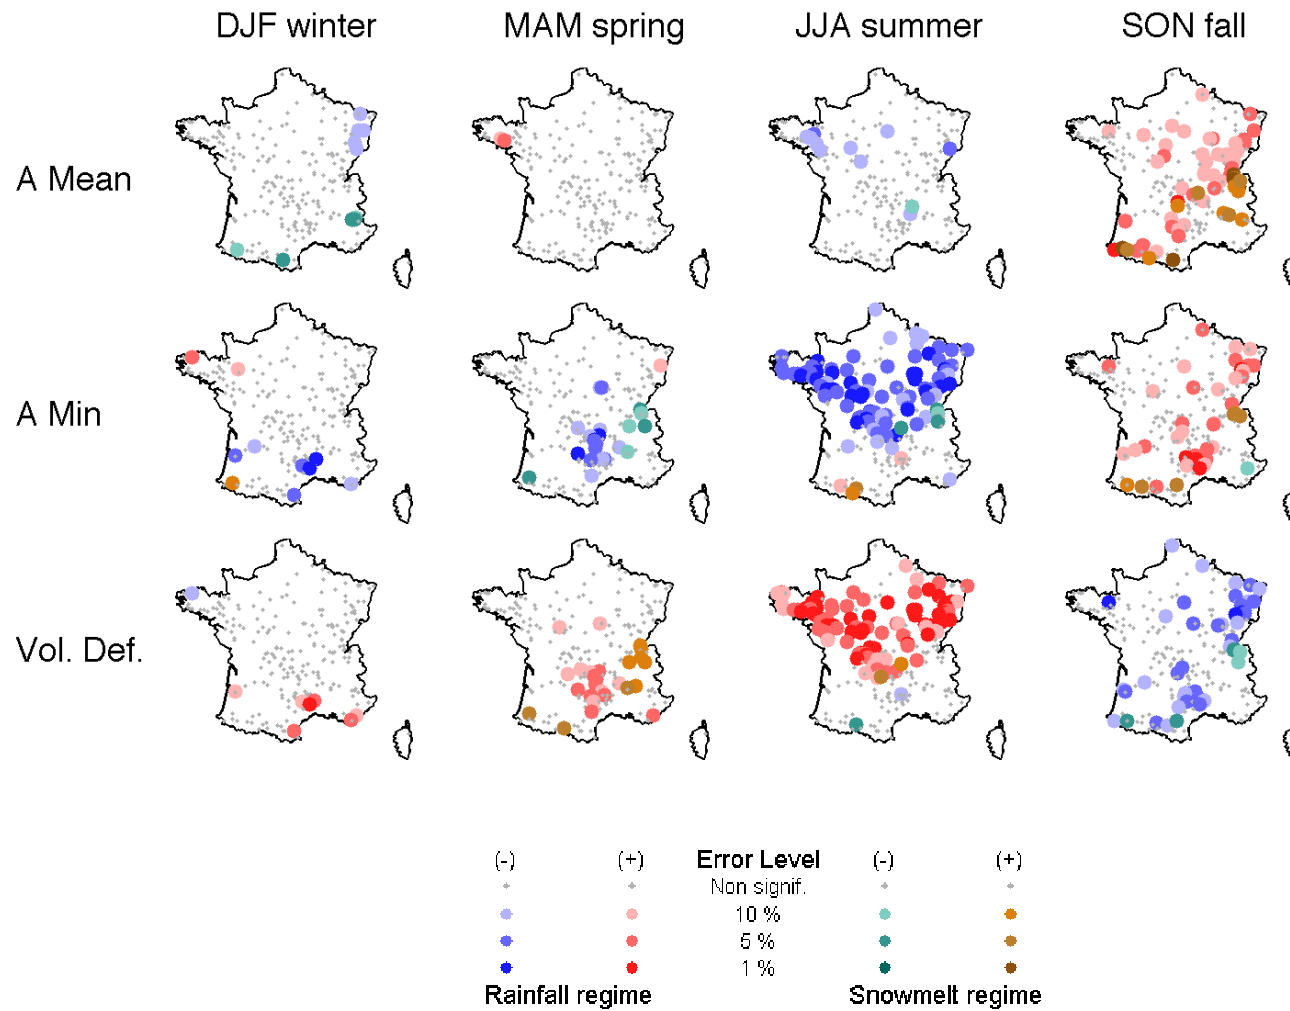 DJF winter MAM spring JJA summer SON fall
A Mean
A Min
Vol. Def.
(-) (+) Error Level (-) (+)
Non signif.
10 %
5 %
1 %
Rainfall regime Snowmelt regime